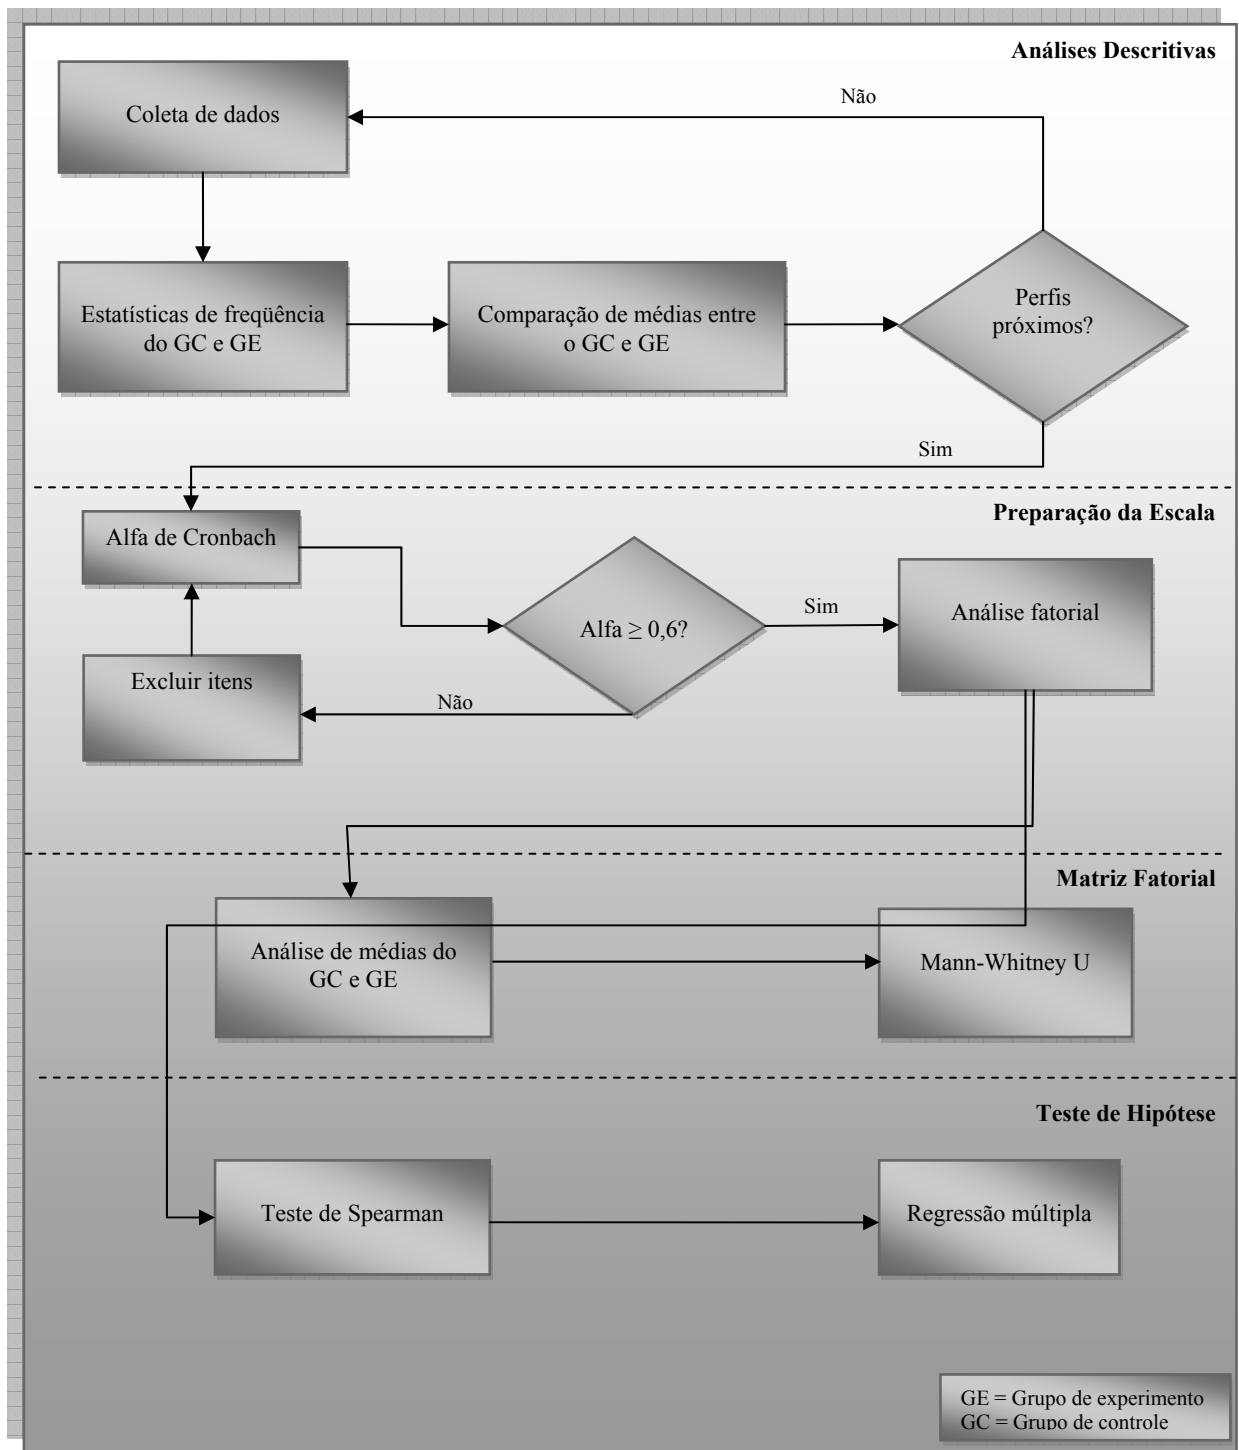 Análises Descritivas
Não
Coleta de dados
Estatísticas de freqüência
do GC e GE
Comparação de médias entre
o GC e GE
Perfis
próximos?
Sim
Preparação da Escala
Alfa de Cronbach
Alfa ≥ 0,6?
Sim
Análise fatorial
Excluir itens
Não
Matriz Fatorial
Análise de médias do
GC e GE
Mann-Whitney U
Teste de Hipótese
Teste de Spearman
Regressão múltipla
GE = Grupo de experimento
GC = Grupo de controle